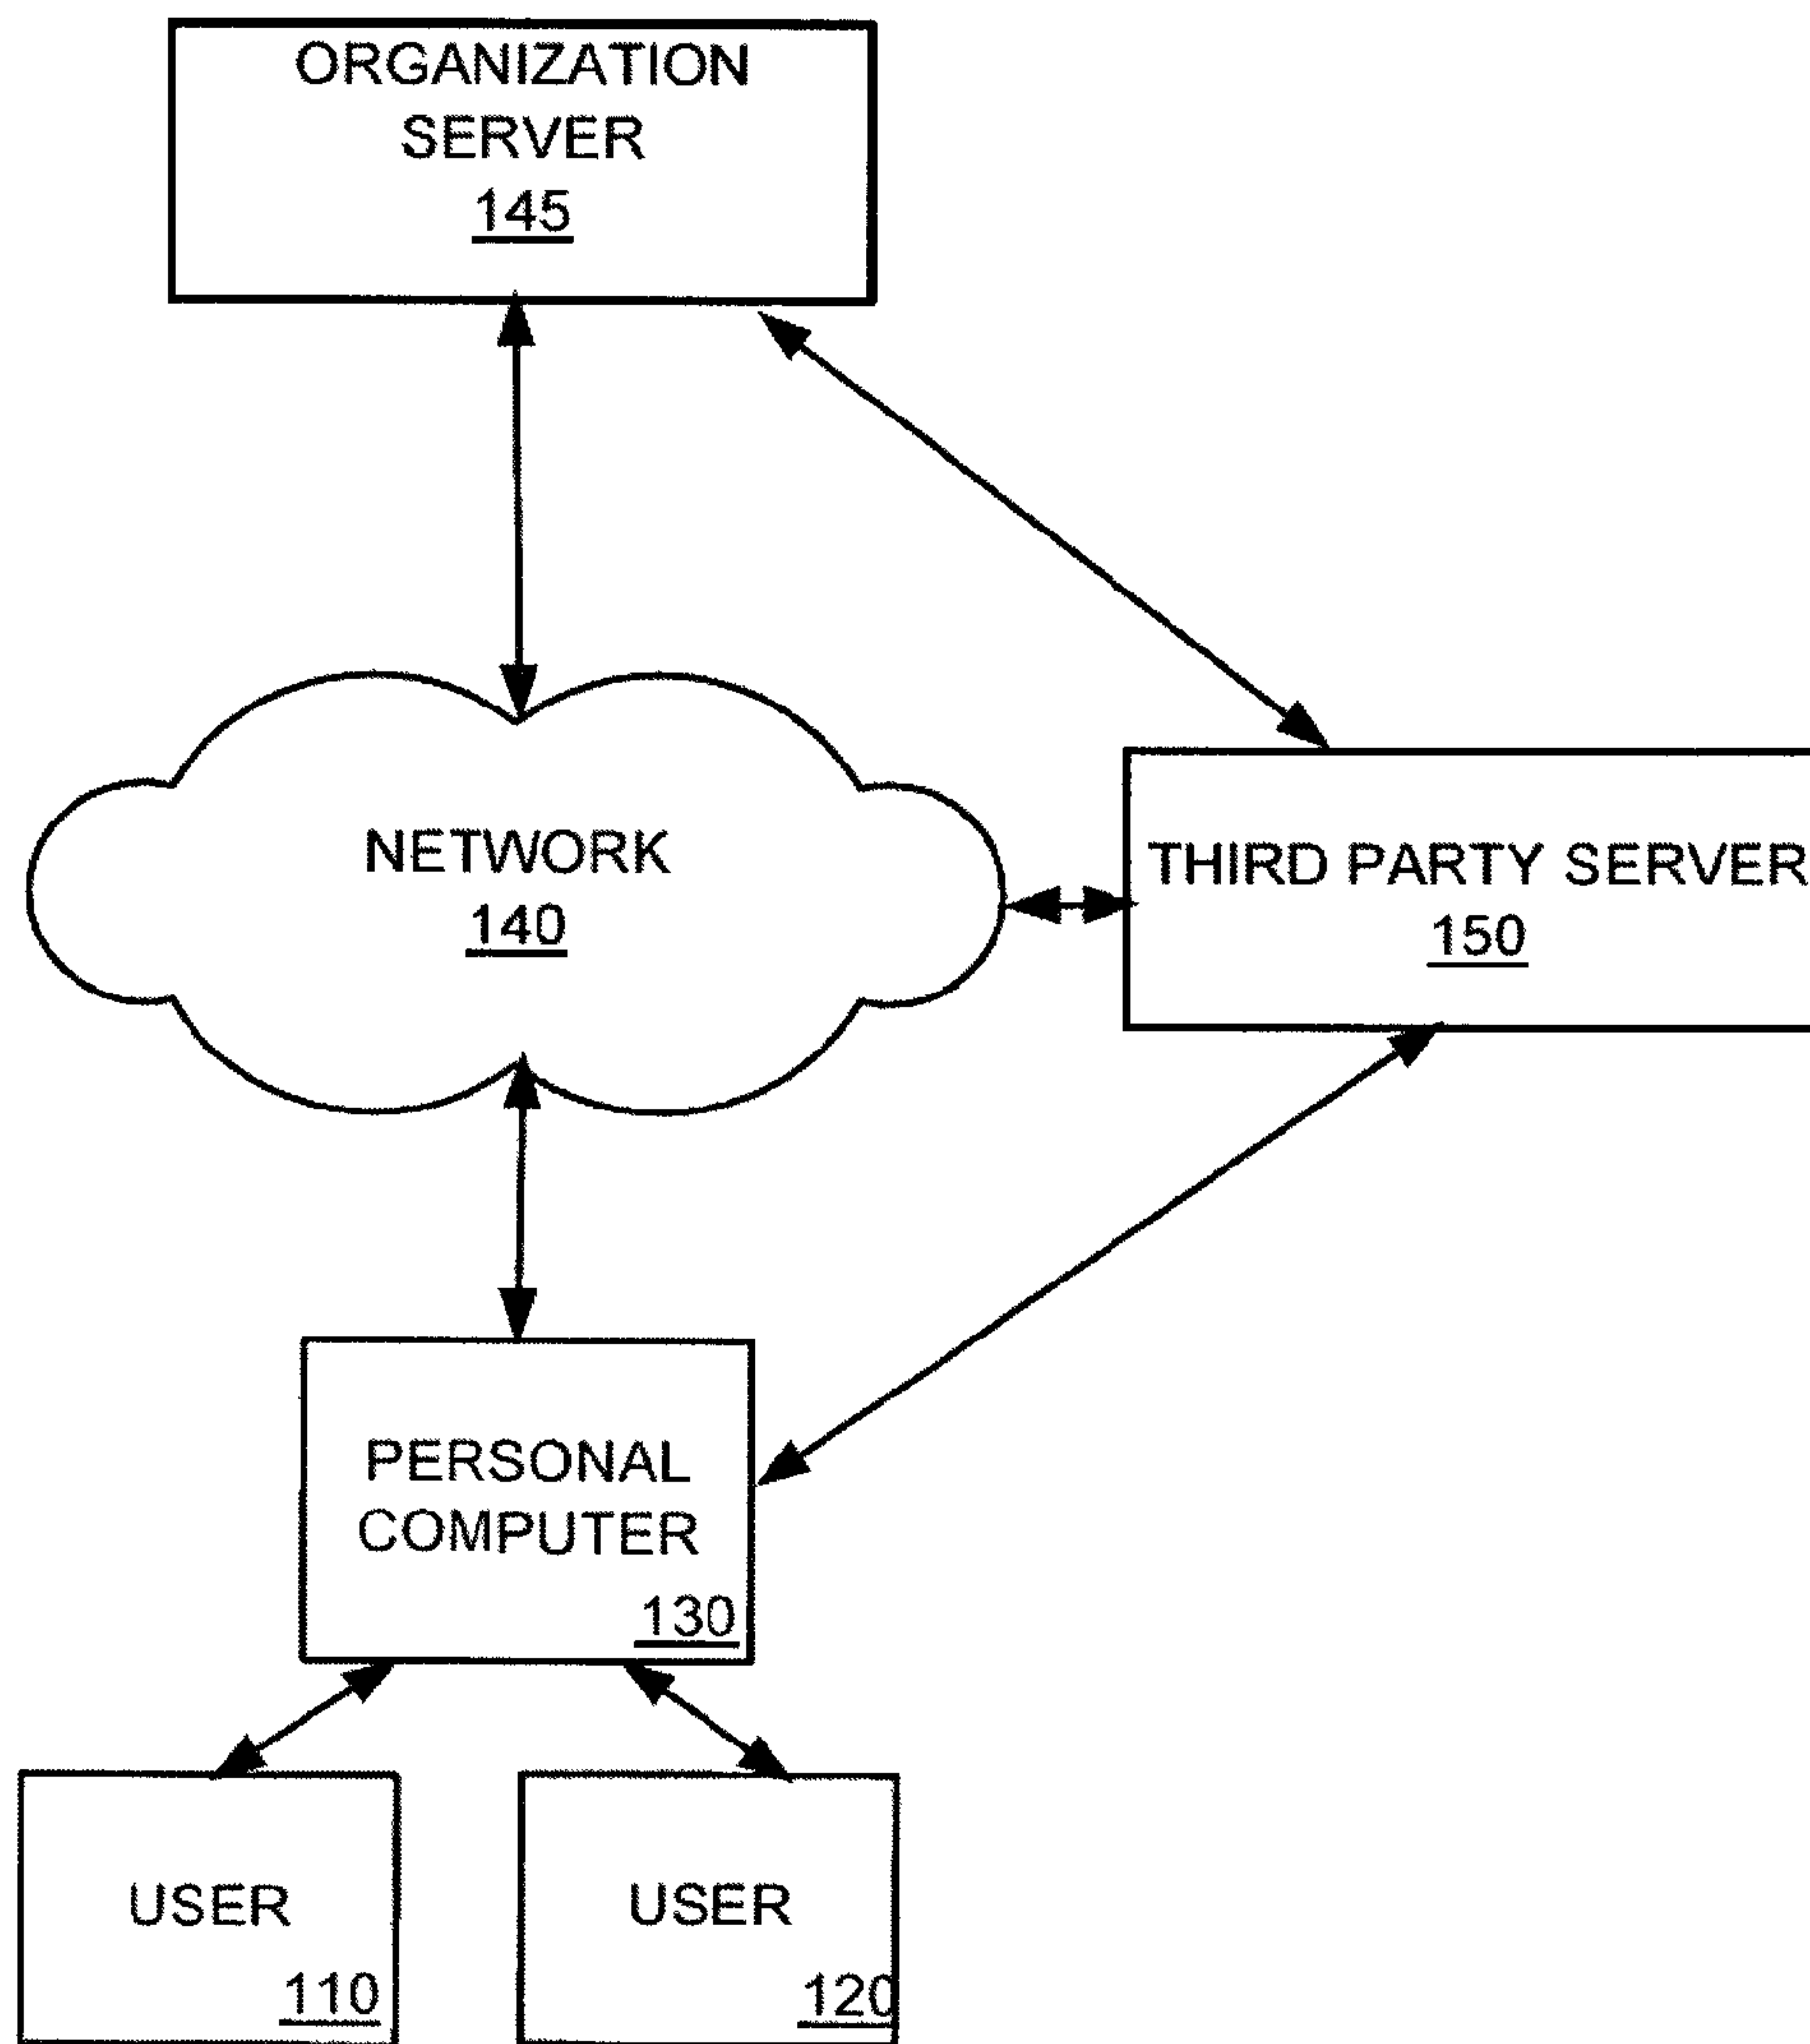 ORGANIZATION
SERVER
145
NETWORK
140
THIRD PARTY SERVER
150
PERSONAL
COMPUTER
130
USER
110
USER
120